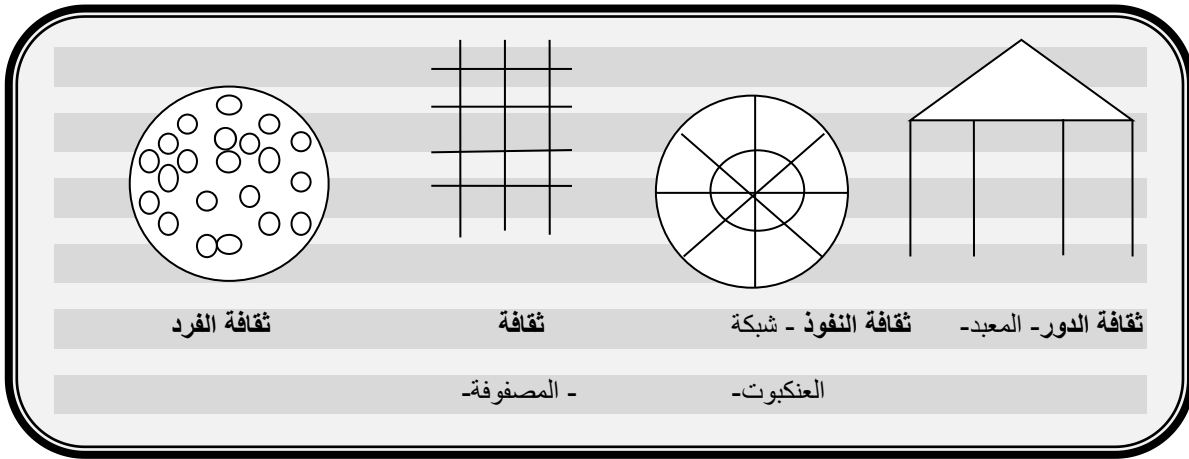 ثقافة الدور- المعبد- ثقافة النفوذ - شبكة ثقافة ثقافة الفرد
العنكبوت- - المصفوفة-